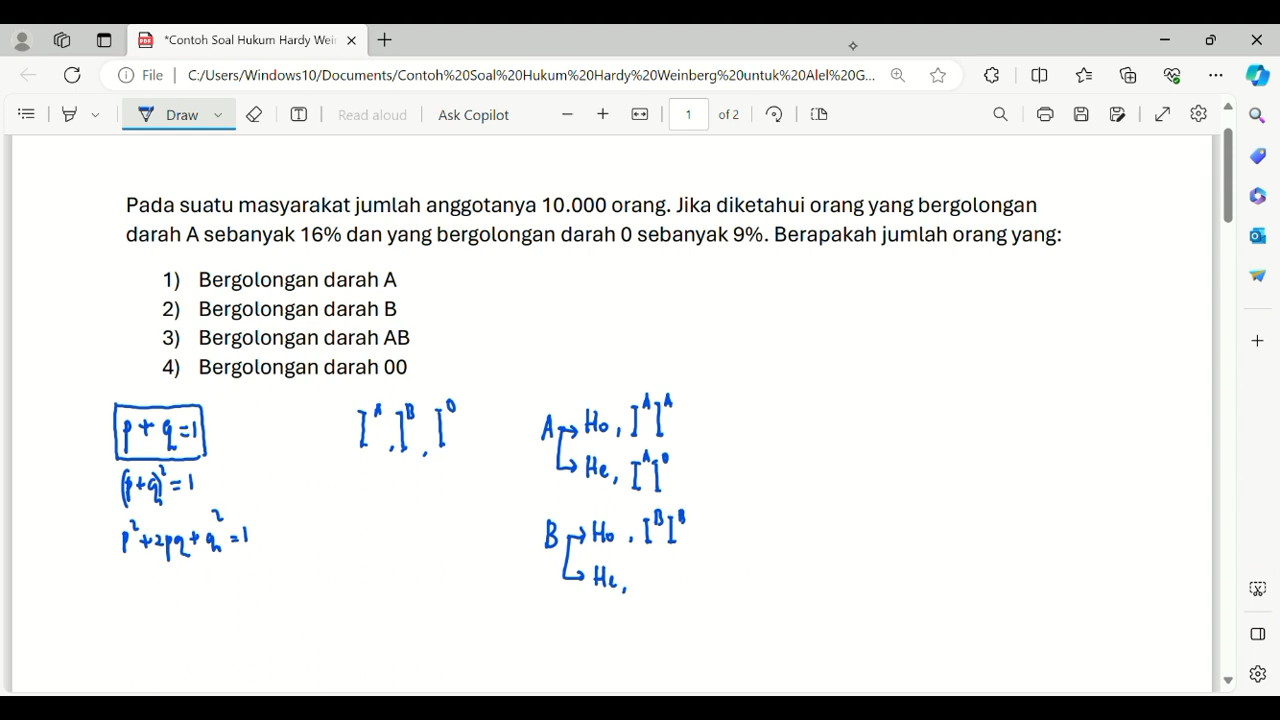 *Contoh Soal Hukum Hardy Wei
File
C:/Users/Windows10/Documents/Contoh%20Soal%20Hukum%20Hardy%20Weinberg%20untuk%20Alel%20G...
Draw
Read aloud
Ask Copilot
1 of 2
Pada suatu masyarakat jumlah anggotanya 10.000 orang. Jika diketahui orang yang bergolongan
darah A sebanyak 16% dan yang bergolongan darah 0 sebanyak 9%. Berapakah jumlah orang yang:
1) Bergolongan darah A
2) Bergolongan darah B
3) Bergolongan darah AB
4) Bergolongan darah 00
p + q = 1
(p+q)² = 1
p² + 2pq + q² = 1
Iᴬ, Iᴮ, Iᴼ
A → Ho, IᴬIᴬ
→ He, IᴬIᴼ
B → Ho, IᴮIᴮ
→ He,